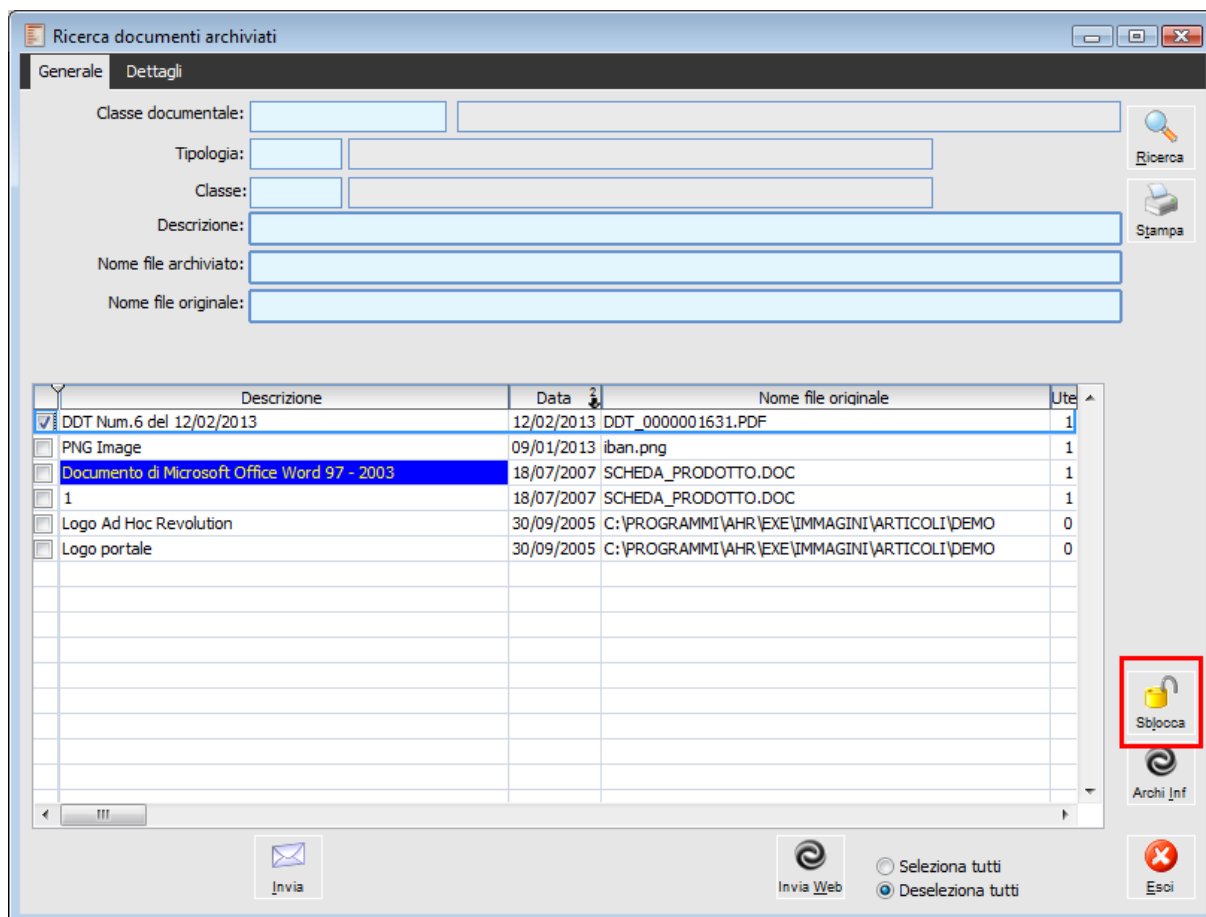 Ricerca documenti archiviati
Generale Dettagli
Classe documentale:
Tipologia:
Classe:
Descrizione:
Nome file archiviato:
Nome file originale:
Ricerca
Stampa
Descrizione Data 2 Nome file originale Ute
DDT Num.6 del 12/02/2013 12/02/2013 DDT_0000001631.PDF 1
PNG Image 09/01/2013 iban.png 1
Documento di Microsoft Office Word 97 - 2003 18/07/2007 SCHEDA_PRODOTTO.DOC 1
1 18/07/2007 SCHEDA_PRODOTTO.DOC 1
Logo Ad Hoc Revolution 30/09/2005 C:\PROGRAMMI\AHR\EXE\IMMAGINI\ARTICOLI\DEMO 0
Logo portale 30/09/2005 C:\PROGRAMMI\AHR\EXE\IMMAGINI\ARTICOLI\DEMO 0
Sblocca
Archi Inf
Invia
Invia Web
Seleziona tutti
Deseleziona tutti
Esci